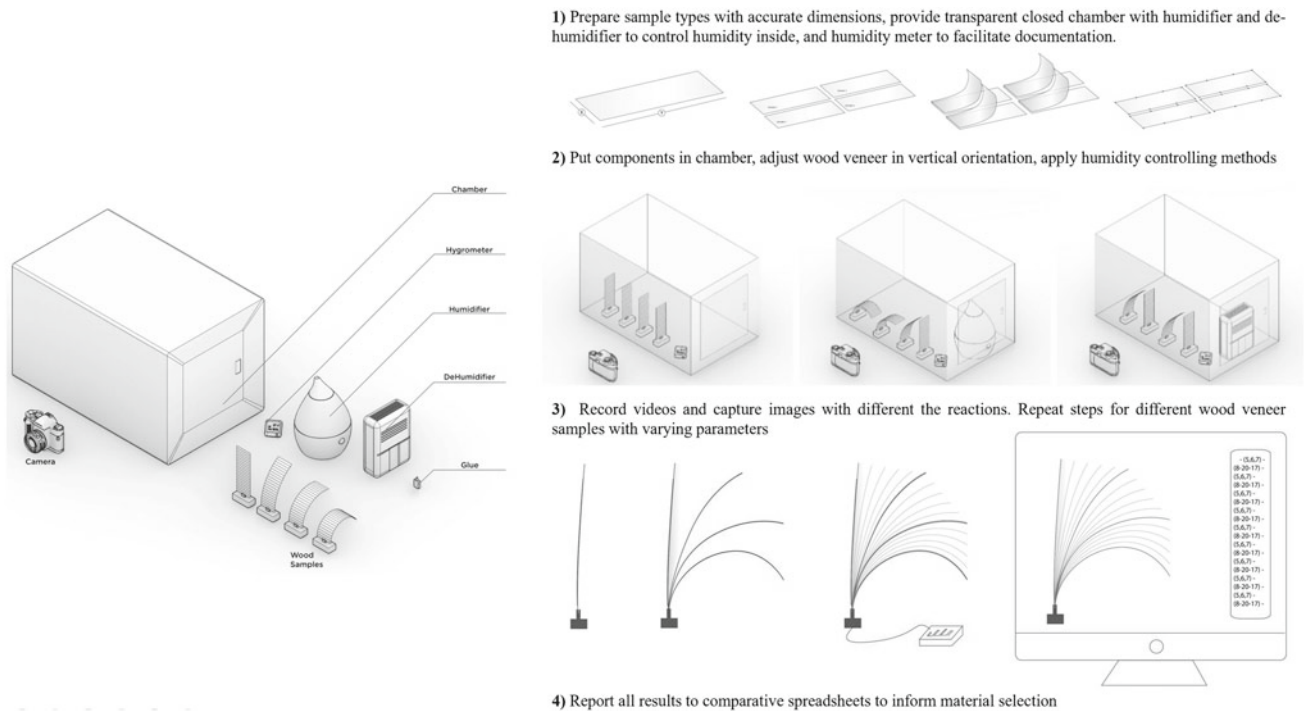 1) Prepare sample types with accurate dimensions, provide transparent closed chamber with humidifier and de-
humidifier to control humidity inside, and humidity meter to facilitate documentation.
2) Put components in chamber, adjust wood veneer in vertical orientation, apply humidity controlling methods
Chamber
Hygrometer
Humidifier
DeHumidifier
Glue
Camera
Wood
Samples
3) Record videos and capture images with different the reactions. Repeat steps for different wood veneer
samples with varying parameters
- (5,6,7) -
(8-20-17) -
(5,6,7) -
(8-20-17) -
(5,6,7) -
(8-20-17) -
(5,6,7) -
(8-20-17) -
(5,6,7) -
(8-20-17) -
(5,6,7) -
(8-20-17) -
(5,6,7) -
(8-20-17) -
(5,6,7) -
(8-20-17) -
(5,6,7) -
(8-20-17) -
4) Report all results to comparative spreadsheets to inform material selection